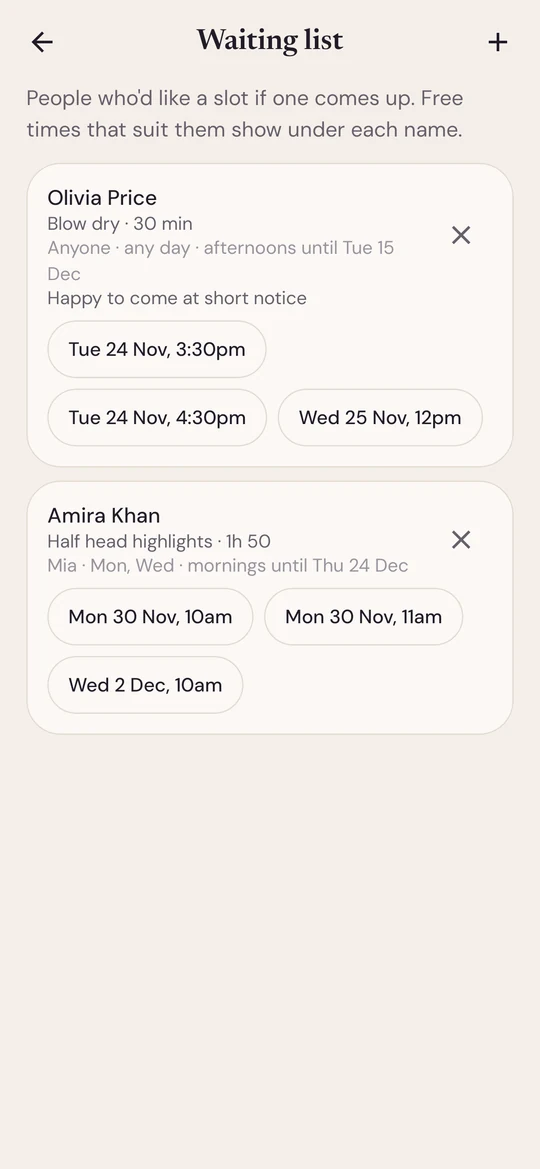 Waiting list
People who'd like a slot if one comes up. Free
times that suit them show under each name.
Olivia Price
Blow dry · 30 min
Anyone · any day · afternoons until Tue 15
Dec
Happy to come at short notice
Tue 24 Nov, 3:30pm
Tue 24 Nov, 4:30pm
Wed 25 Nov, 12pm
Amira Khan
Half head highlights · 1h 50
Mia · Mon, Wed · mornings until Thu 24 Dec
Mon 30 Nov, 10am
Mon 30 Nov, 11am
Wed 2 Dec, 10am